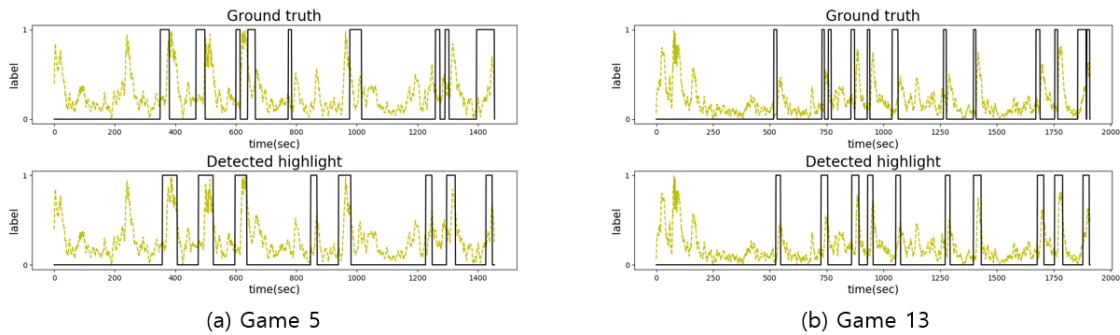 Ground truth
1
label
0
0 200 400 600 800 1000 1200 1400
time(sec)
Detected highlight
1
label
0
0 200 400 600 800 1000 1200 1400
time(sec)
(a) Game 5
Ground truth
1
label
0
0 250 500 750 1000 1250 1500 1750 2000
time(sec)
Detected highlight
1
label
0
0 250 500 750 1000 1250 1500 1750 2000
time(sec)
(b) Game 13